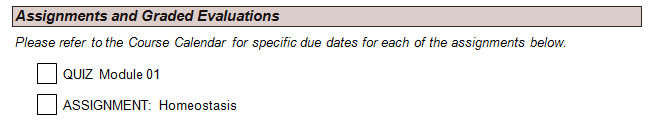 Assignments and Graded Evaluations
Please refer to the Course Calendar for specific due dates for each of the assignments below.
QUIZ Module 01
ASSIGNMENT: Homeostasis